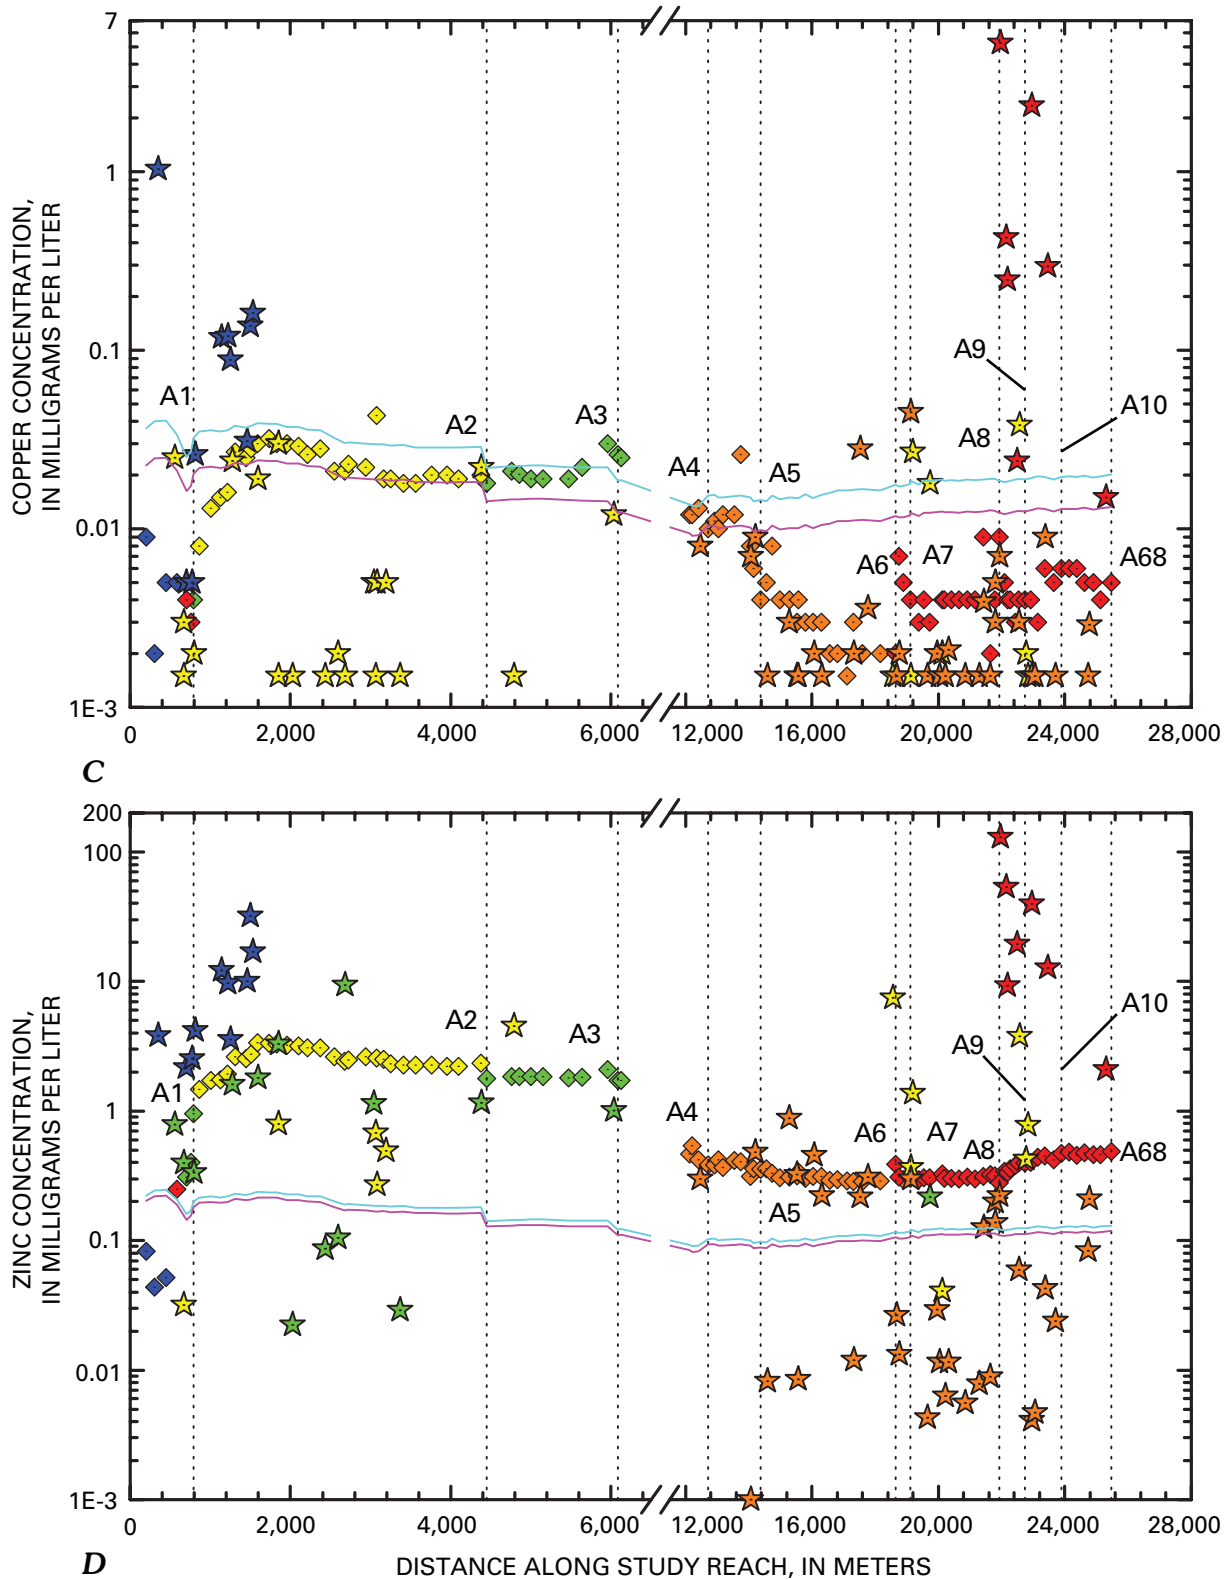 7
1
0.1
0.01
1E-3
COPPER CONCENTRATION,
IN MILLIGRAMS PER LITER
A1
A2
A3
A4
A5
A6
A7
A8
A9
A10
A68
0
2,000
4,000
6,000
12,000
16,000
20,000
24,000
28,000
C
200
100
10
1
0.1
0.01
1E-3
ZINC CONCENTRATION,
IN MILLIGRAMS PER LITER
A1
A2
A3
A4
A5
A6
A7
A8
A9
A10
A68
0
2,000
4,000
6,000
12,000
16,000
20,000
24,000
28,000
D
DISTANCE ALONG STUDY REACH, IN METERS